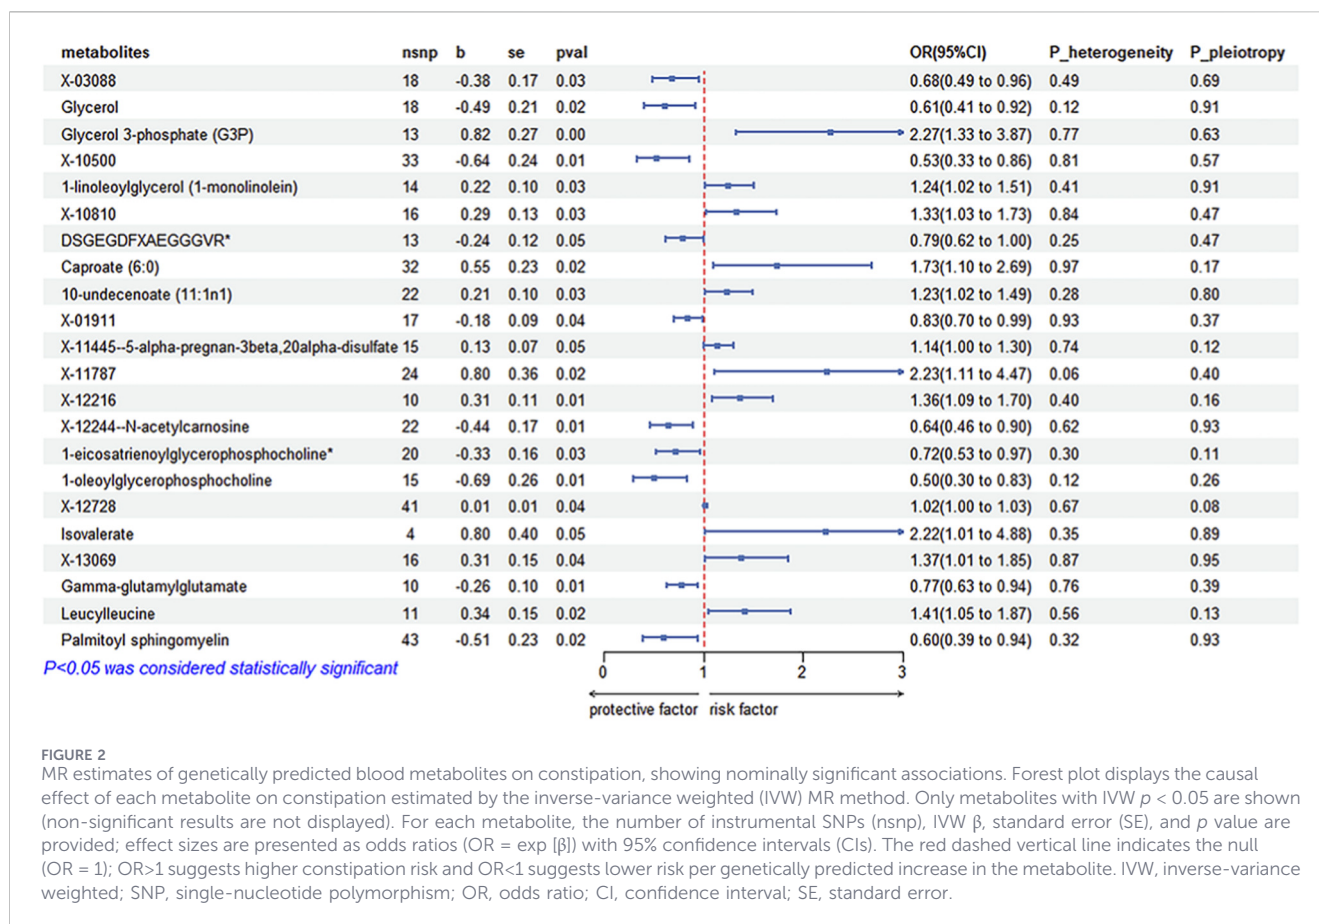 metabolites nsnp b se pval OR(95%CI) P_heterogeneity P_pleiotropy
X-03088 18 -0.38 0.17 0.03 0.68(0.49 to 0.96) 0.49 0.69
Glycerol 18 -0.49 0.21 0.02 0.61(0.41 to 0.92) 0.12 0.91
Glycerol 3-phosphate (G3P) 13 0.82 0.27 0.00 2.27(1.33 to 3.87) 0.77 0.63
X-10500 33 -0.64 0.24 0.01 0.53(0.33 to 0.86) 0.81 0.57
1-linoleoylglycerol (1-monolinolein) 14 0.22 0.10 0.03 1.24(1.02 to 1.51) 0.41 0.91
X-10810 16 0.29 0.13 0.03 1.33(1.03 to 1.73) 0.84 0.47
DSGEGDFXAEGGGVR* 13 -0.24 0.12 0.05 0.79(0.62 to 1.00) 0.25 0.47
Caproate (6:0) 32 0.55 0.23 0.02 1.73(1.10 to 2.69) 0.97 0.17
10-undecenoate (11:1n1) 22 0.21 0.10 0.03 1.23(1.02 to 1.49) 0.28 0.80
X-01911 17 -0.18 0.09 0.04 0.83(0.70 to 0.99) 0.93 0.37
X-11445--5-alpha-pregnan-3beta,20alpha-disulfate 15 0.13 0.07 0.05 1.14(1.00 to 1.30) 0.74 0.12
X-11787 24 0.80 0.36 0.02 2.23(1.11 to 4.47) 0.06 0.40
X-12216 10 0.31 0.11 0.01 1.36(1.09 to 1.70) 0.40 0.16
X-12244--N-acetylcarnosine 22 -0.44 0.17 0.01 0.64(0.46 to 0.90) 0.62 0.93
1-eicosatrienoylglycerophosphocholine* 20 -0.33 0.16 0.03 0.72(0.53 to 0.97) 0.30 0.11
1-oleoylglycerophosphocholine 15 -0.69 0.26 0.01 0.50(0.30 to 0.83) 0.12 0.26
X-12728 41 0.01 0.01 0.04 1.02(1.00 to 1.03) 0.67 0.08
Isovalerate 4 0.80 0.40 0.05 2.22(1.01 to 4.88) 0.35 0.89
X-13069 16 0.31 0.15 0.04 1.37(1.01 to 1.85) 0.87 0.95
Gamma-glutamylglutamate 10 -0.26 0.10 0.01 0.77(0.63 to 0.94) 0.76 0.39
Leucylleucine 11 0.34 0.15 0.02 1.41(1.05 to 1.87) 0.56 0.13
Palmitoyl sphingomyelin 43 -0.51 0.23 0.02 0.60(0.39 to 0.94) 0.32 0.93
P<0.05 was considered statistically significant
0 1 2 3
protective factor risk factor
FIGURE 2
MR estimates of genetically predicted blood metabolites on constipation, showing nominally significant associations. Forest plot displays the causal
effect of each metabolite on constipation estimated by the inverse-variance weighted (IVW) MR method. Only metabolites with IVW p < 0.05 are shown
(non-significant results are not displayed). For each metabolite, the number of instrumental SNPs (nsnp), IVW β, standard error (SE), and p value are
provided; effect sizes are presented as odds ratios (OR = exp [β]) with 95% confidence intervals (CIs). The red dashed vertical line indicates the null
(OR = 1); OR>1 suggests higher constipation risk and OR<1 suggests lower risk per genetically predicted increase in the metabolite. IVW, inverse-variance
weighted; SNP, single-nucleotide polymorphism; OR, odds ratio; CI, confidence interval; SE, standard error.